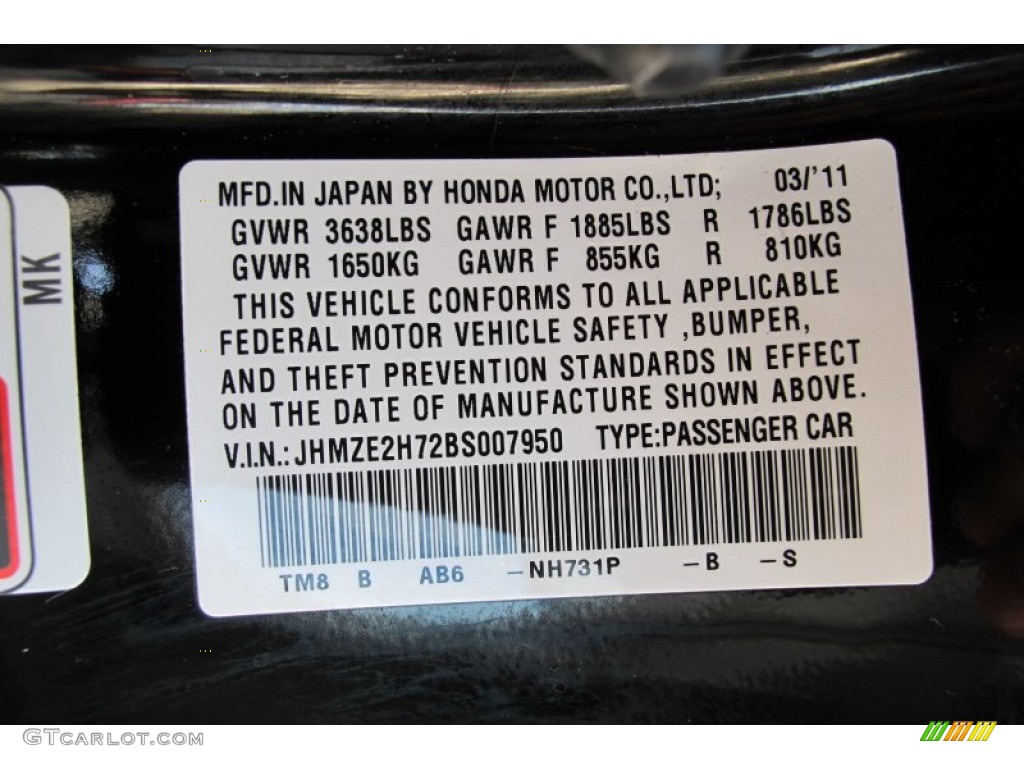 MFD.IN JAPAN BY HONDA MOTOR CO.,LTD; 03/'11
GVWR 3638LBS GAWR F 1885LBS R 1786LBS
GVWR 1650KG GAWR F 855KG R 810KG
THIS VEHICLE CONFORMS TO ALL APPLICABLE
FEDERAL MOTOR VEHICLE SAFETY ,BUMPER,
AND THEFT PREVENTION STANDARDS IN EFFECT
ON THE DATE OF MANUFACTURE SHOWN ABOVE.
V.I.N.:JHMZE2H72BS007950 TYPE:PASSENGER CAR
TM8 B AB6 -NH731P -B -S
MK
GTCarLot.com